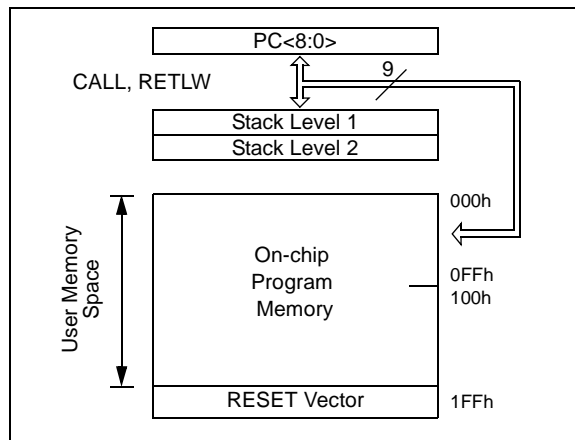 PC<8:0>
CALL, RETLW
9
Stack Level 1
Stack Level 2
000h
User Memory
Space
On-chip
Program
Memory
0FFh
100h
RESET Vector
1FFh